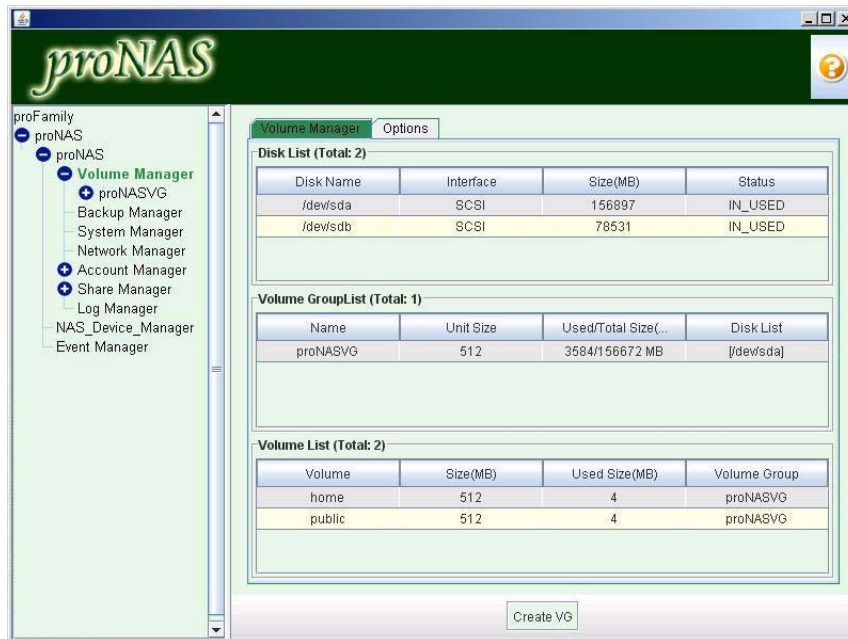 proNAS
proFamily
proNAS
proNAS
Volume Manager
proNASVG
Backup Manager
System Manager
Network Manager
Account Manager
Share Manager
Log Manager
NAS_Device_Manager
Event Manager
Volume Manager Options
Disk List (Total: 2)
Disk Name Interface Size(MB) Status
/dev/sda SCSI 156897 IN_USED
/dev/sdb SCSI 78531 IN_USED
Volume GroupList (Total: 1)
Name Unit Size Used/Total Size(... Disk List
proNASVG 512 3584/156672 MB [/dev/sda]
Volume List (Total: 2)
Volume Size(MB) Used Size(MB) Volume Group
home 512 4 proNASVG
public 512 4 proNASVG
Create VG